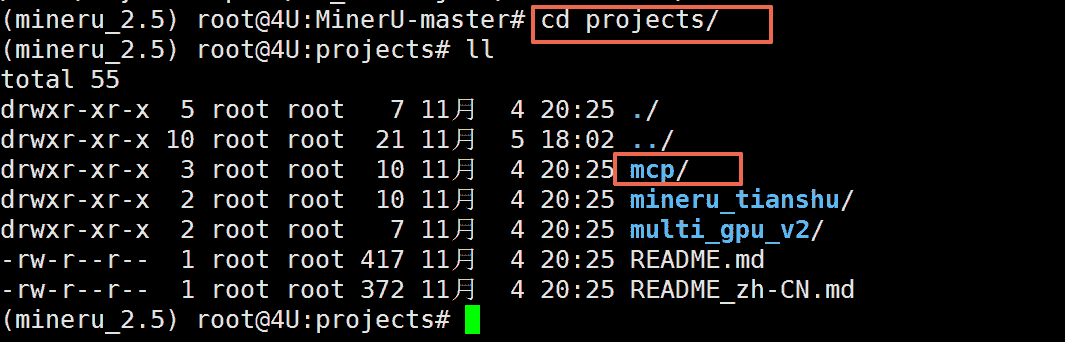 (mineru_2.5) root@4U:MinerU-master# cd projects/
(mineru_2.5) root@4U:projects# ll
total 55
drwxr-xr-x  5 root root   7 11月  4 20:25 ./
drwxr-xr-x 10 root root  21 11月  5 18:02 ../
drwxr-xr-x  3 root root  10 11月  4 20:25 mcp/
drwxr-xr-x  2 root root  10 11月  4 20:25 mineru_tianshu/
drwxr-xr-x  2 root root   7 11月  4 20:25 multi_gpu_v2/
-rw-r--r--  1 root root 417 11月  4 20:25 README.md
-rw-r--r--  1 root root 372 11月  4 20:25 README_zh-CN.md
(mineru_2.5) root@4U:projects#